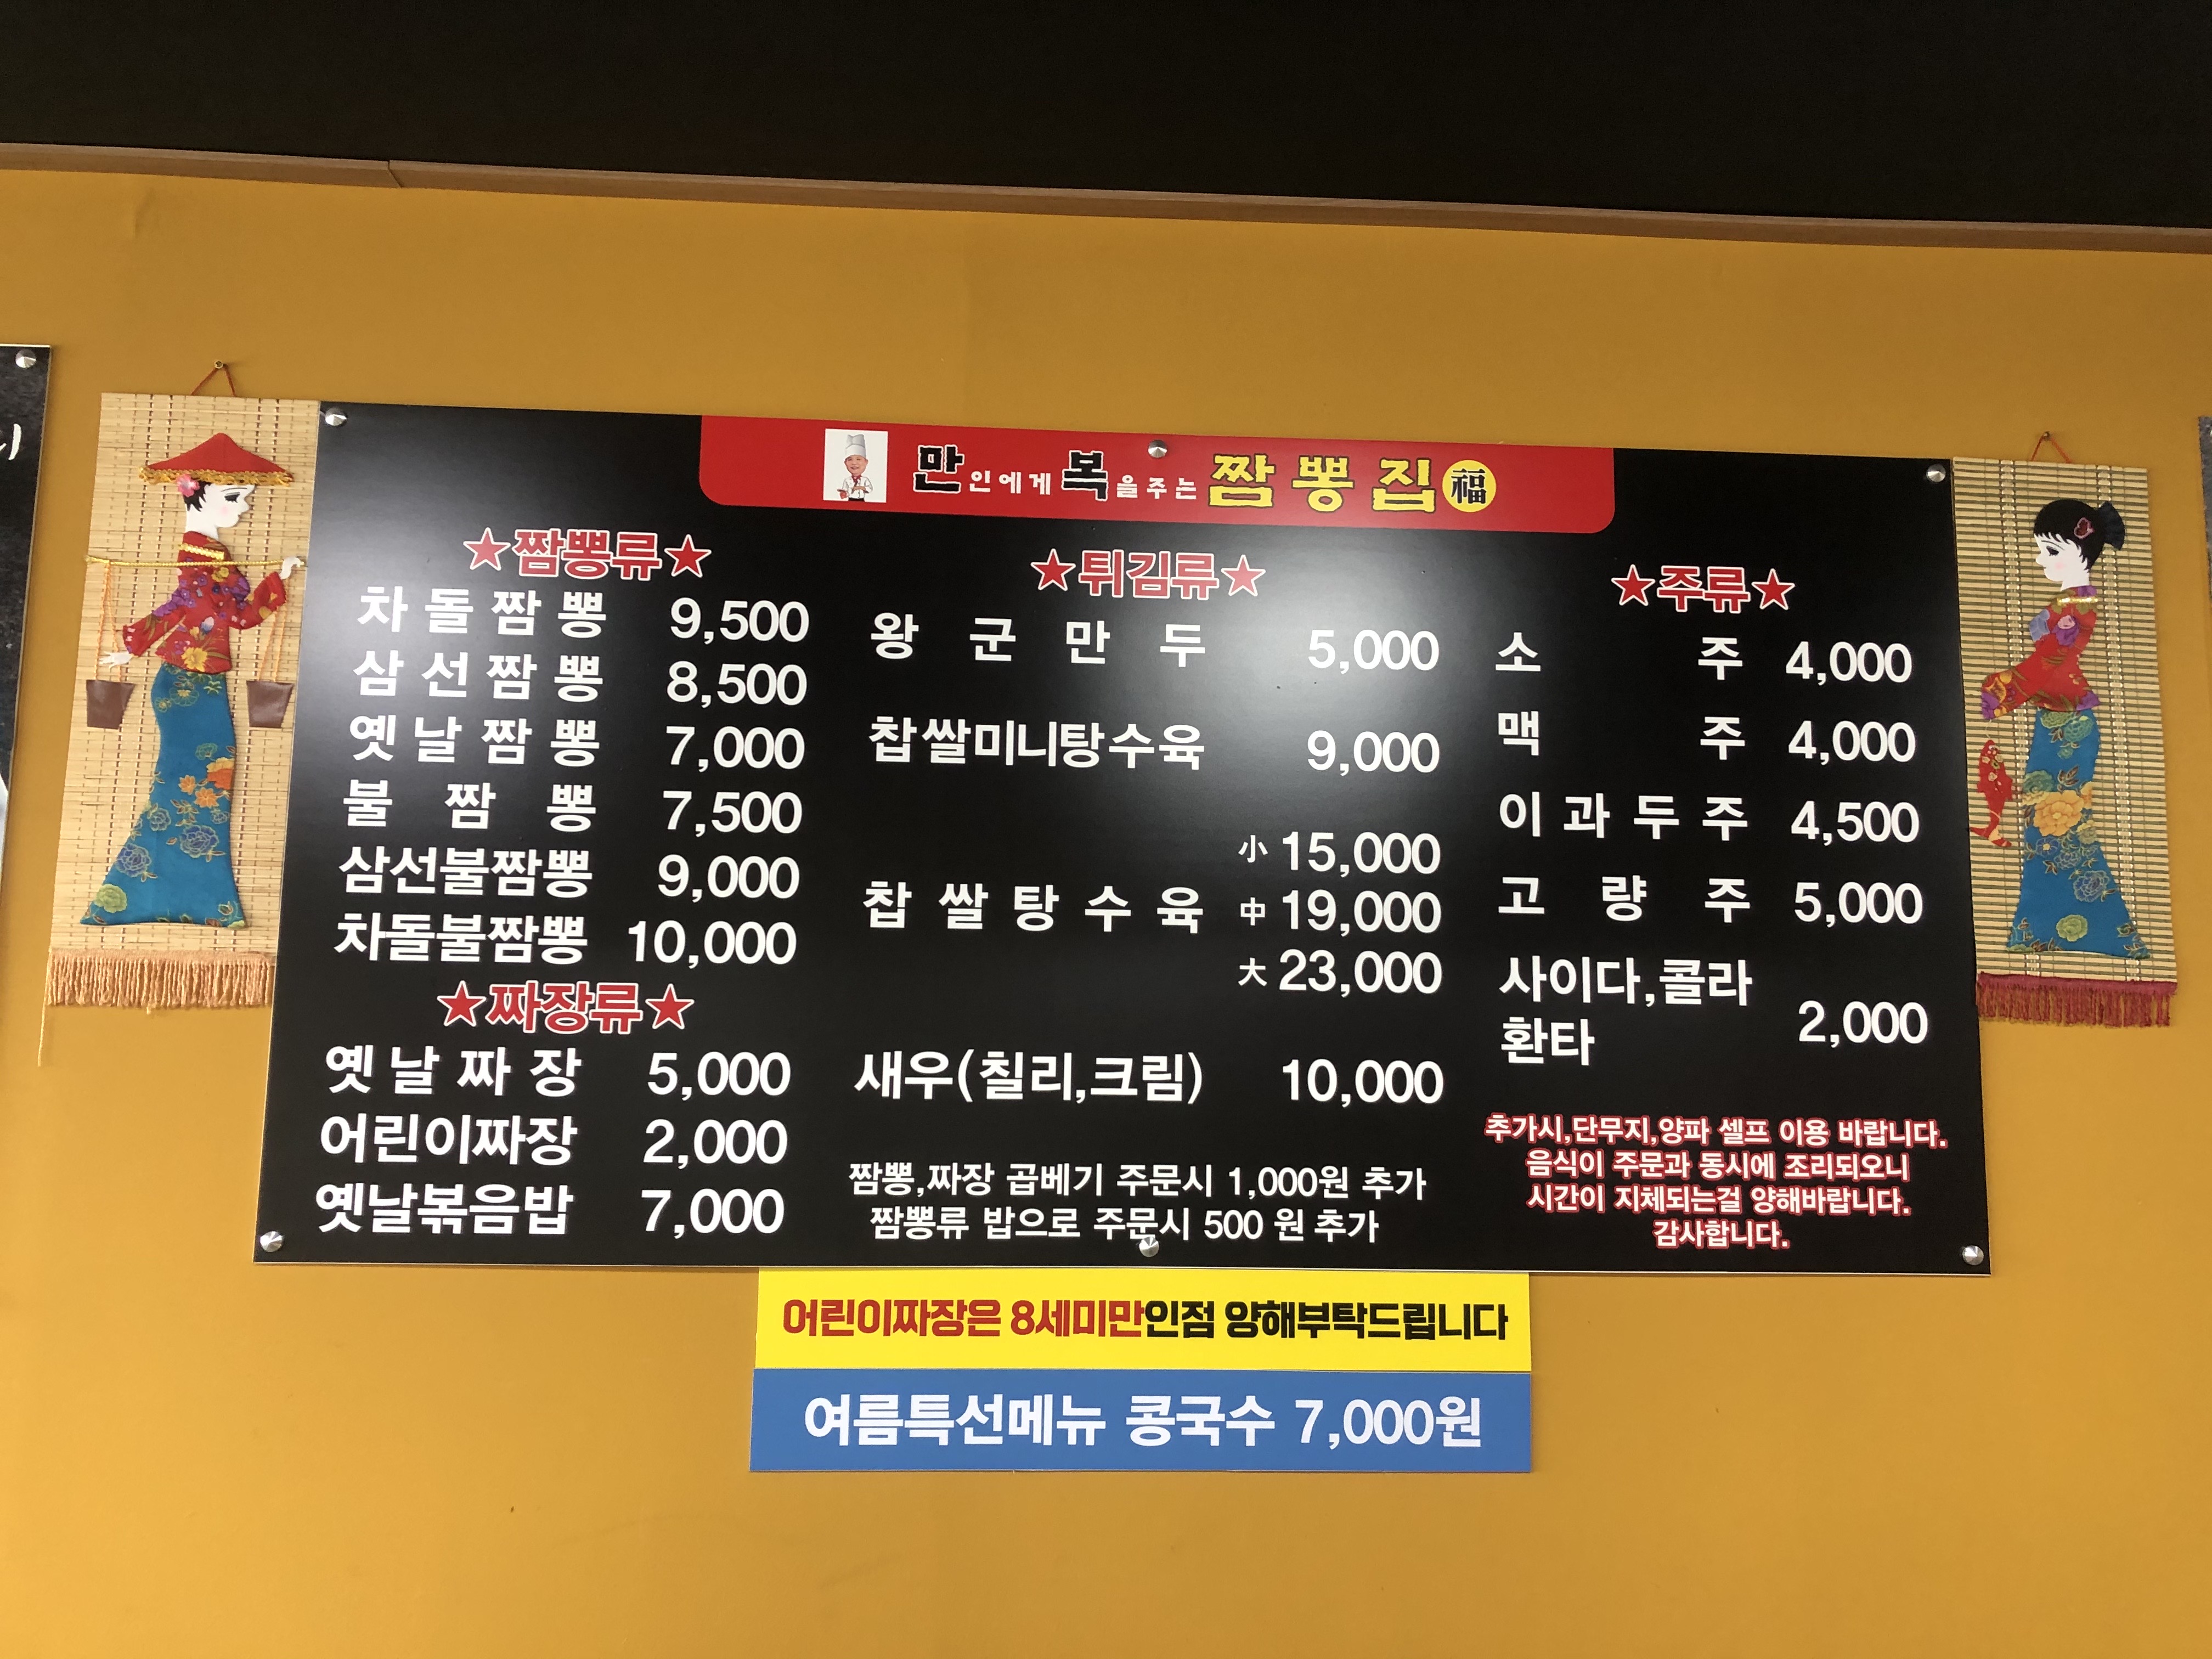 만인에게 복을주는 짬뽕집 福
★짬뽕류★
차돌짬뽕 9,500
삼선짬뽕 8,500
옛날짬뽕 7,000
불짬뽕 7,500
삼선불짬뽕 9,000
차돌불짬뽕 10,000
★짜장류★
옛날짜장 5,000
어린이짜장 2,000
옛날볶음밥 7,000
★튀김류★
왕군만두 5,000
찹쌀미니탕수육 9,000
찹쌀탕수육 小 15,000
中 19,000
大 23,000
새우(칠리,크림) 10,000
짬뽕,짜장 곱베기 주문시 1,000원 추가
짬뽕류 밥으로 주문시 500 원 추가
★주류★
소주 4,000
맥주 4,000
이과두주 4,500
고량주 5,000
사이다,콜라
환타 2,000
추가시,단무지,양파 셀프 이용 바랍니다.
음식이 주문과 동시에 조리되오니
시간이 지체되는걸 양해바랍니다.
감사합니다.
어린이짜장은 8세미만인점 양해부탁드립니다
여름특선메뉴 콩국수 7,000원